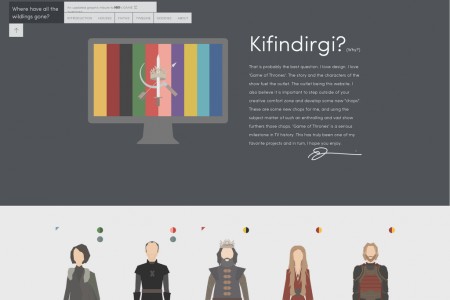 Where have all the
wildlings gone?
Kifindirgi? (Why?)
That is probably the best question. I love design. I love
"Game of Thrones". The story and the characters of the
show fuel the outlet. The outlet being this website. I
also believe it is important to step outside of your
creative comfort zone and develop some new "chops".
These are some new chops for me, and using the
subject matter of such an enthralling and vast show
furthers those chops. "Game of Thrones" is a serious
milestone in TV history. This has truly been one of my
favorite projects and in turn, I hope you enjoy.